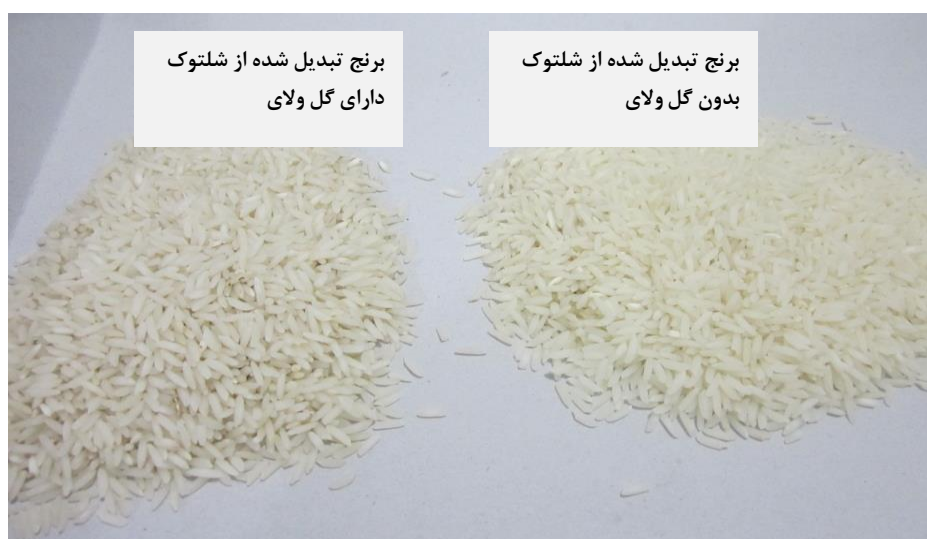 برنج تبدیل شده از شلتوک
بدون گل ولای
برنج تبدیل شده از شلتوک
دارای گل ولای